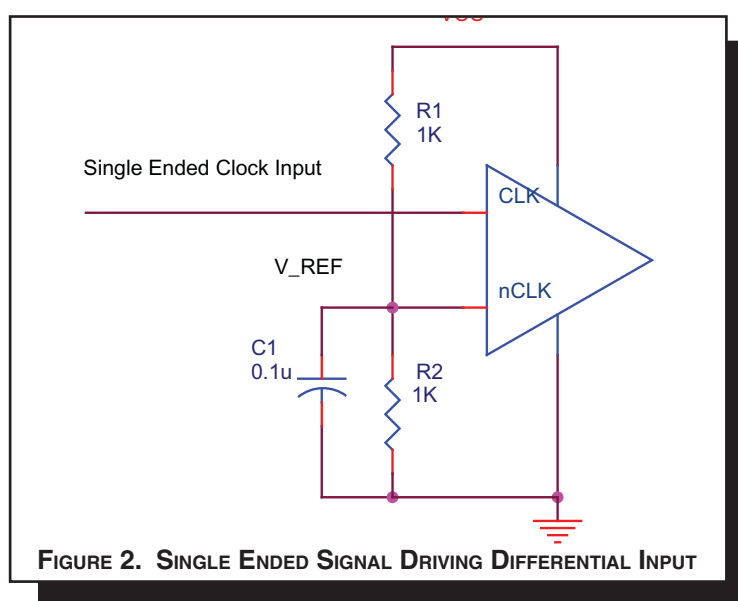 R1
1K
Single Ended Clock Input
CLK
V_REF
nCLK
C1
0.1u
R2
1K
FIGURE 2. SINGLE ENDED SIGNAL DRIVING DIFFERENTIAL INPUT